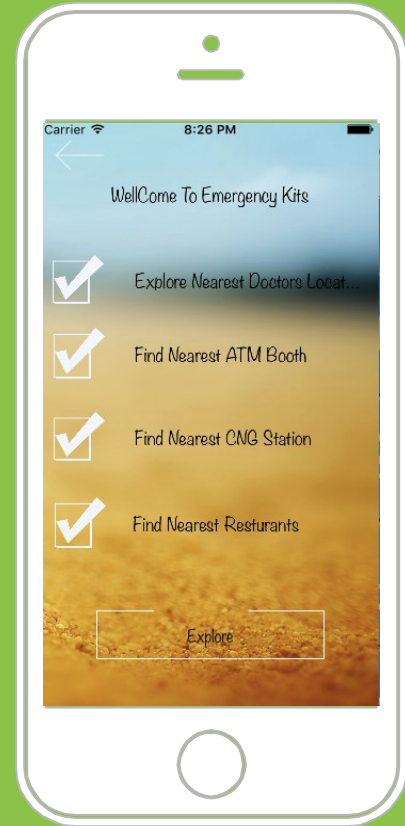 Carrier 8:26 PM
WellCome To Emergency Kits
Explore Nearest Doctors Locat...
Find Nearest ATM Booth
Find Nearest CNG Station
Find Nearest Resturants
Explore